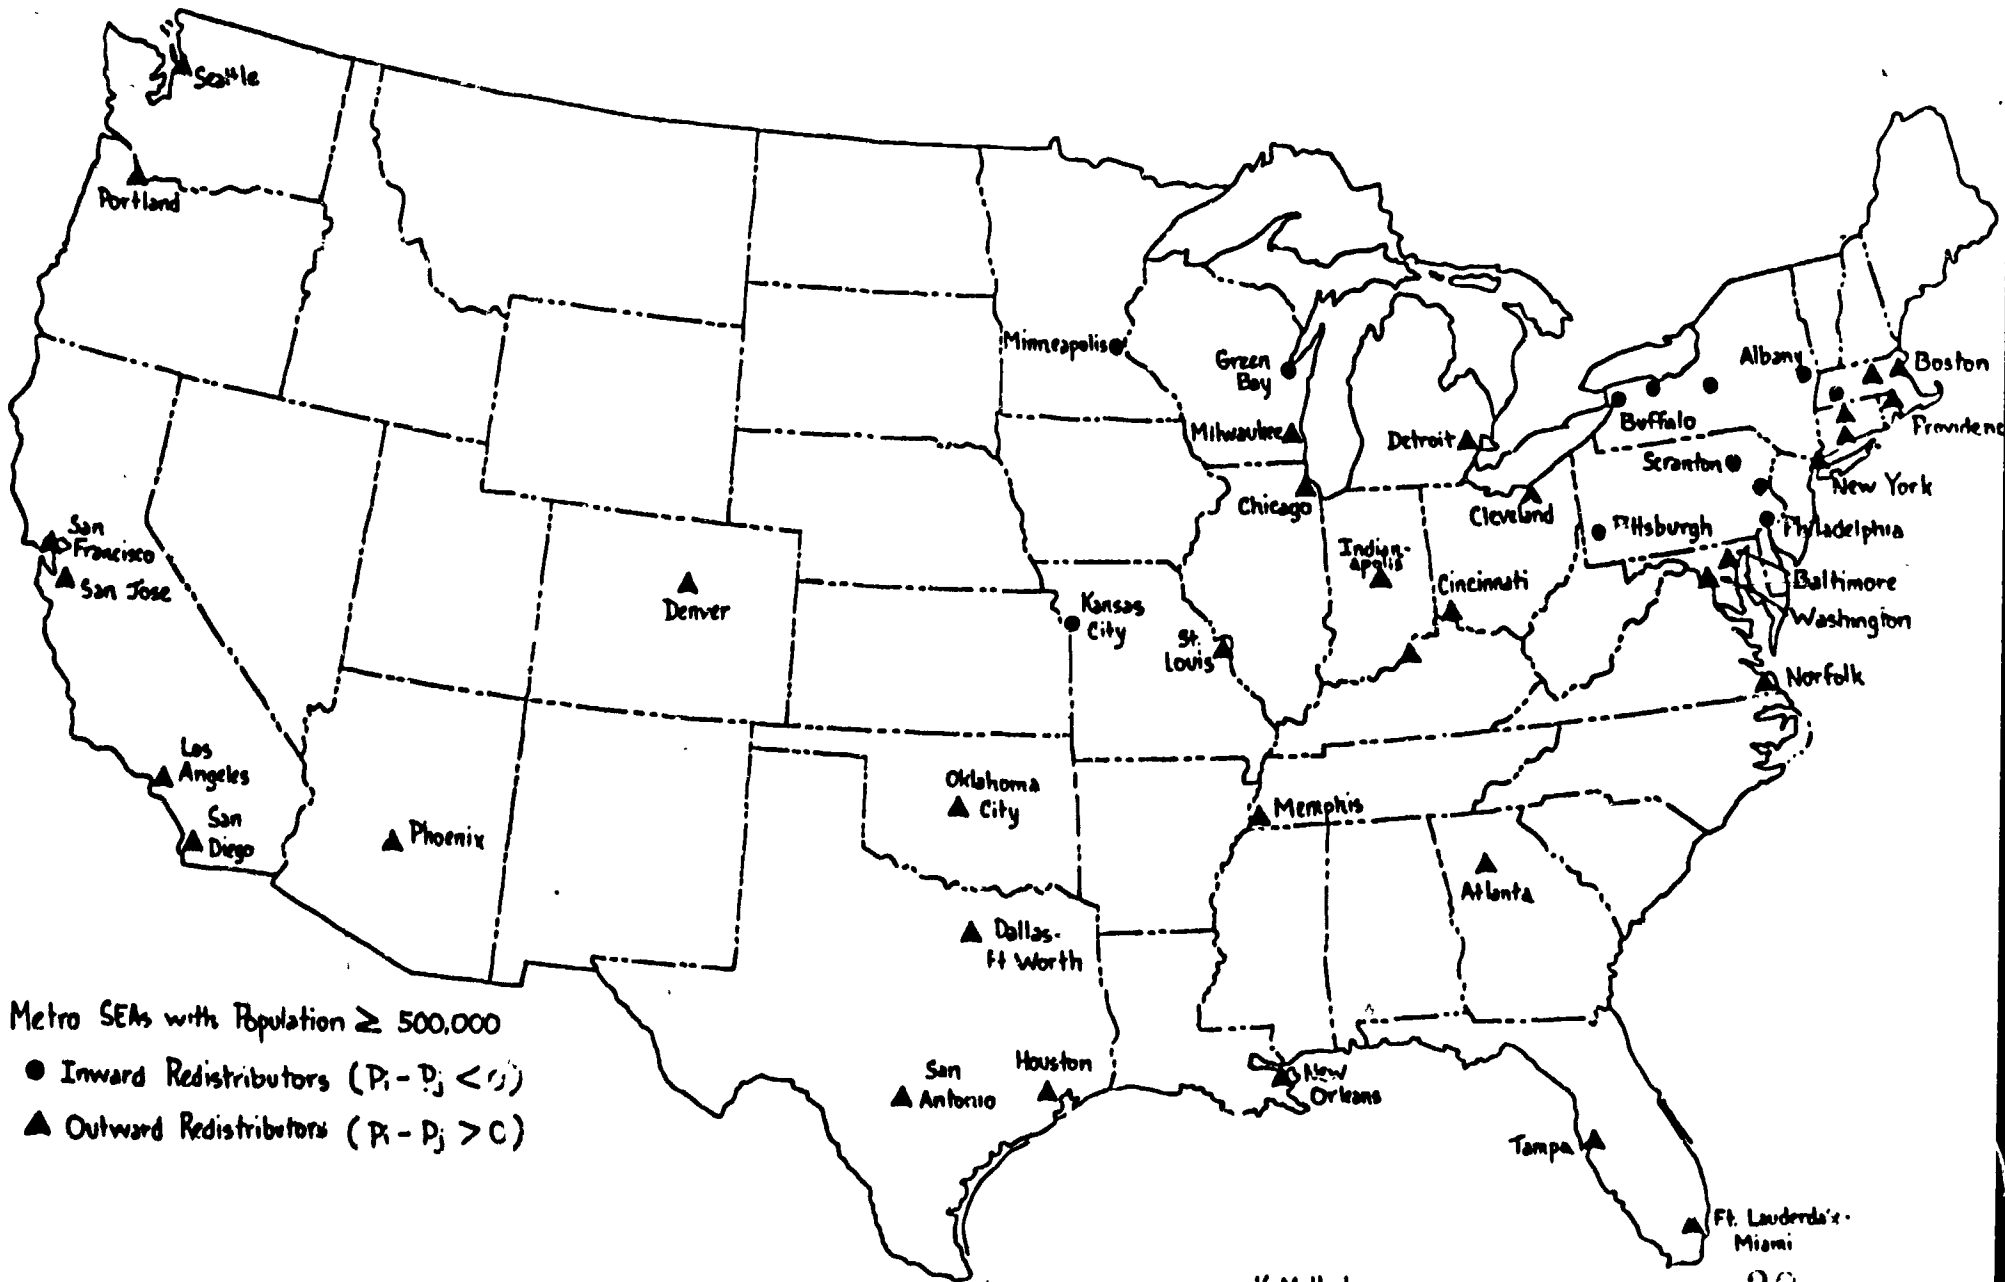 Seattle
Portland
San
Francisco
San Jose
Los
Angeles
San
Diego
Phoenix
Denver
Minneapolis
Green
Bay
Milwaukee
Chicago
Detroit
Cleveland
Indian-
apolis
Cincinnati
Kansas
City
St.
Louis
Oklahoma
City
Memphis
Dallas-
Ft Worth
San
Antonio
Houston
New
Orleans
Atlanta
Tampa
Miami
Albany
Boston
Buffalo
Scranton
New York
Pittsburgh
Philadelphia
Baltimore
Washington
Norfolk
Metro SEAs with Population ≥ 500,000
Inward Redistributors (Pi - Pj <
Outward Redistributors (Pi - Pj > 0)